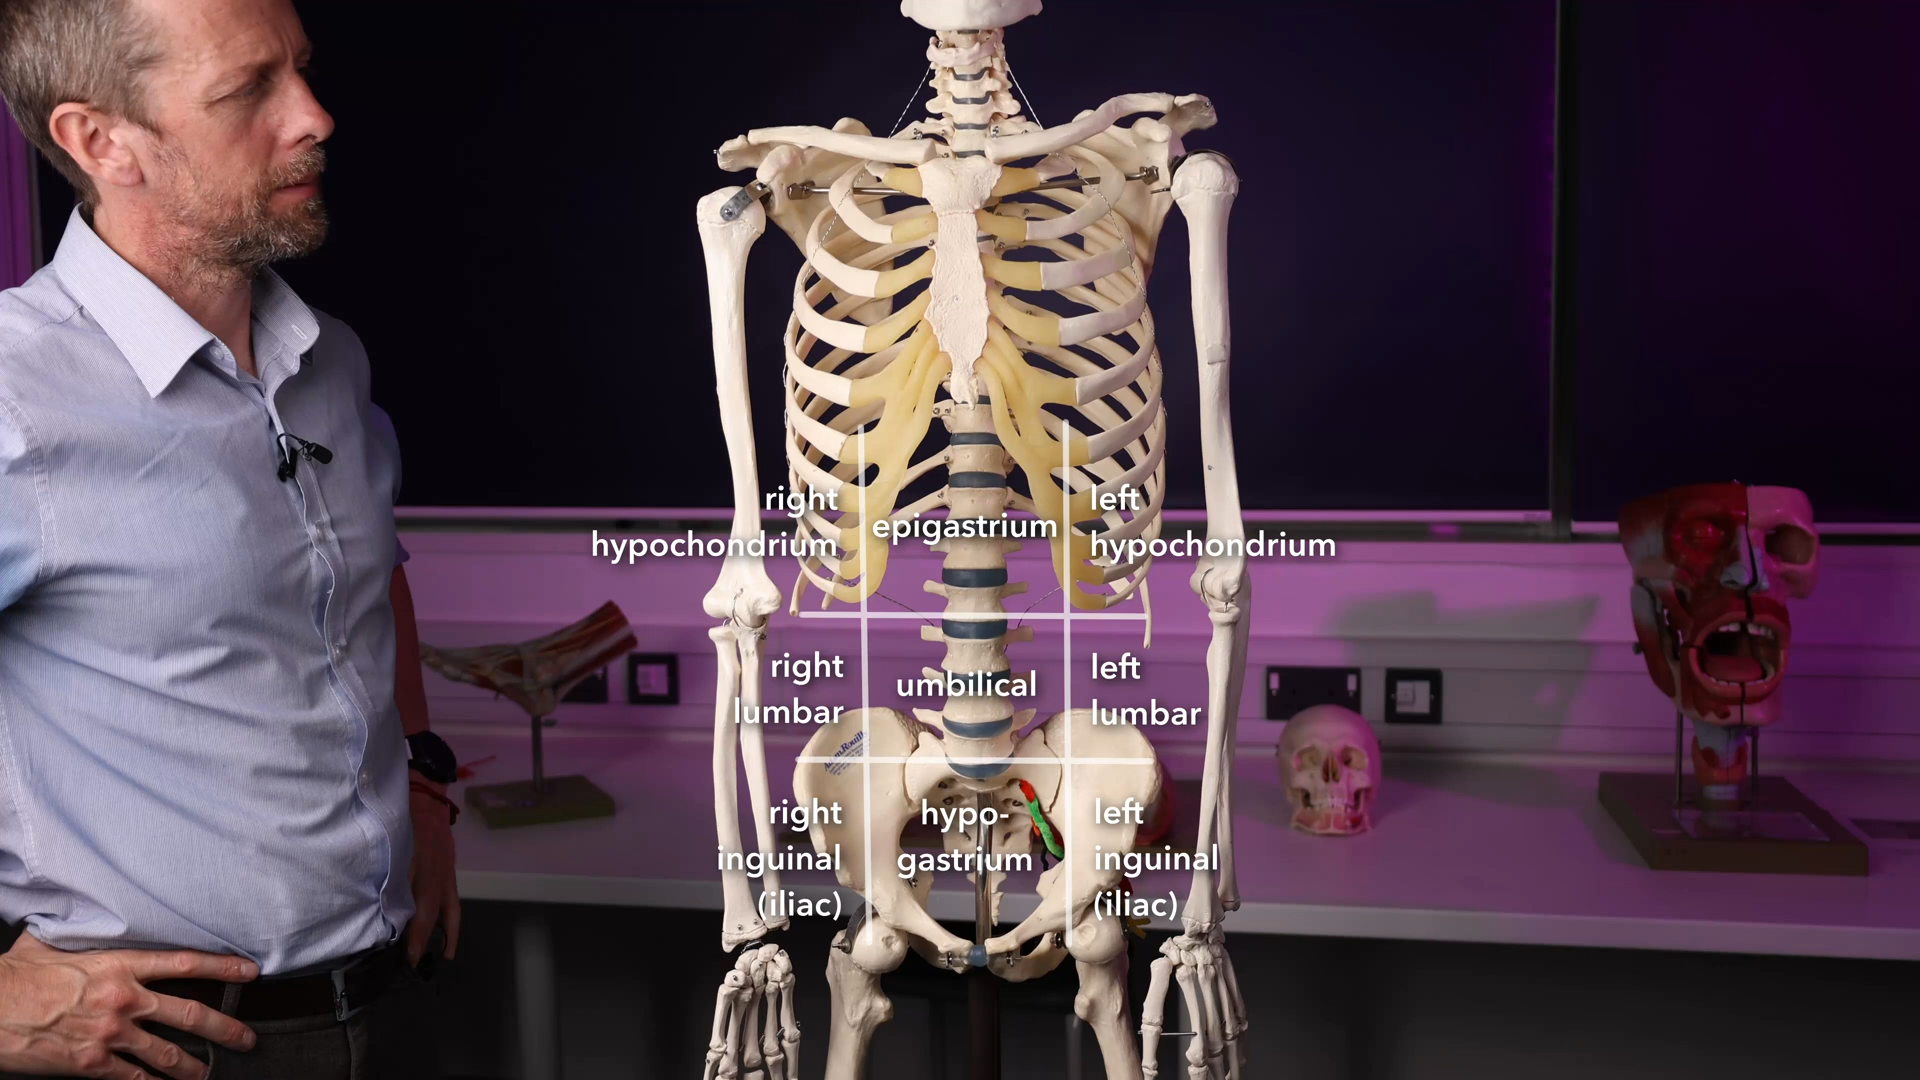 right
hypochondrium
epigastrium
left
hypochondrium
right
lumbar
umbilical
left
lumbar
right
inguinal
(iliac)
hypo-
gastrium
left
inguinal
(iliac)